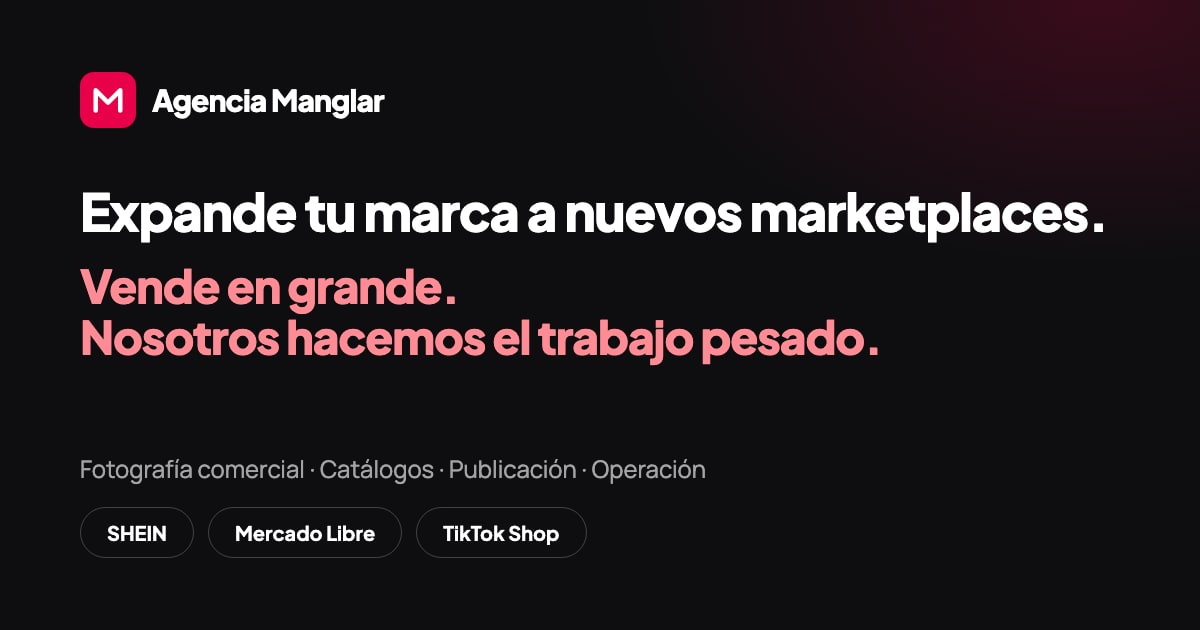 M
Agencia Manglar
Expande tu marca a nuevos marketplaces.
Vende en grande.
Nosotros hacemos el trabajo pesado.
Fotografía comercial · Catálogos · Publicación · Operación
SHEIN Mercado Libre TikTok Shop